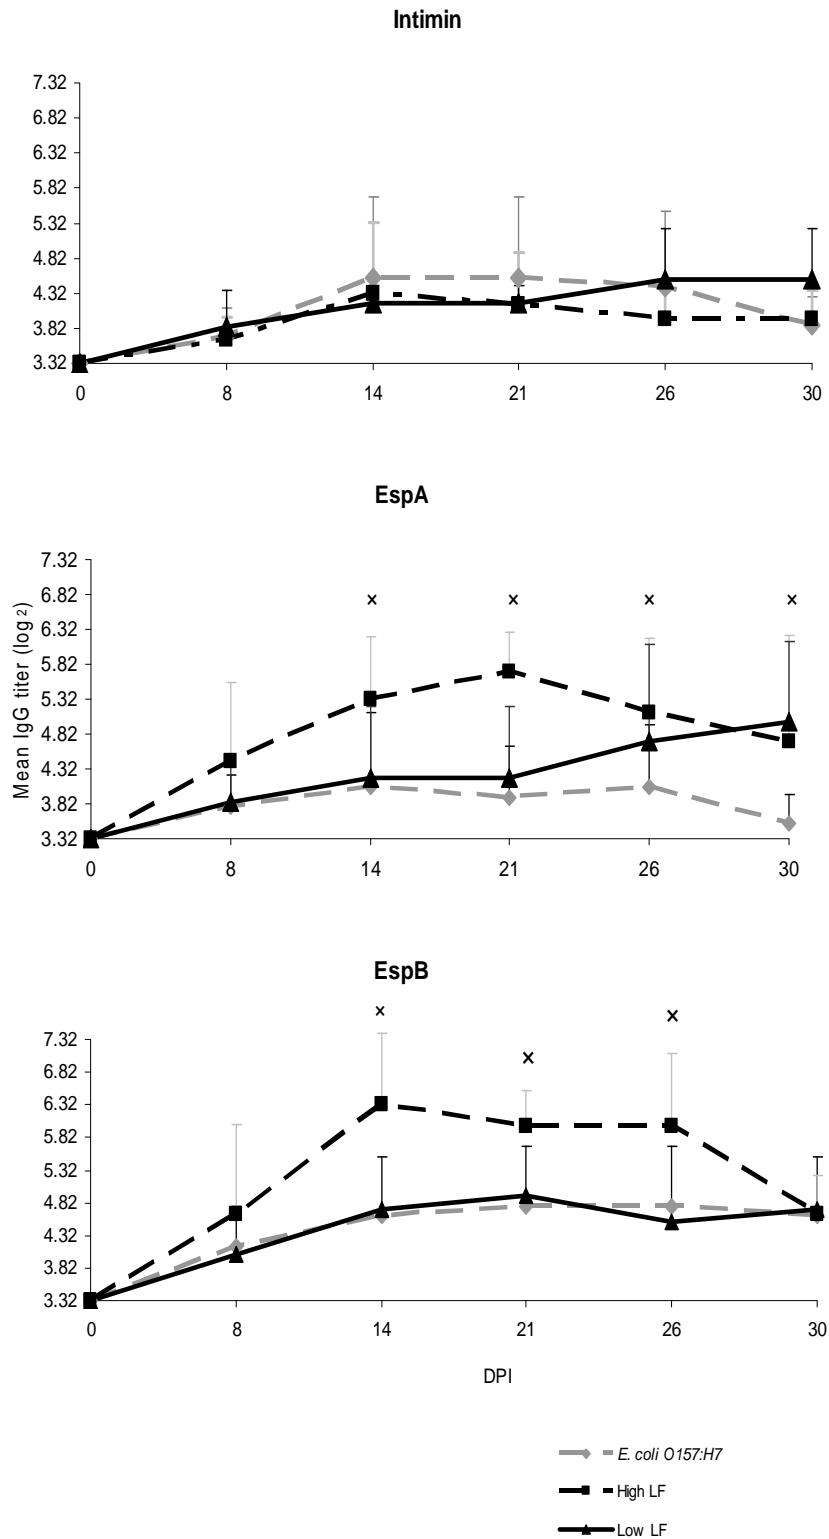 Intimin
7.32
6.82
6.32
5.82
5.32
4.82
4.32
3.82
3.32
0 8 14 21 26 30
EspA
Mean IgG titer (log 2)
7.32
6.82
6.32
5.82
5.32
4.82
4.32
3.82
3.32
× × × ×
0 8 14 21 26 30
EspB
× × ×
7.32
6.82
6.32
5.82
5.32
4.82
4.32
3.82
3.32
0 8 14 21 26 30
DPI
E. coli O157:H7
High LF
Low LF